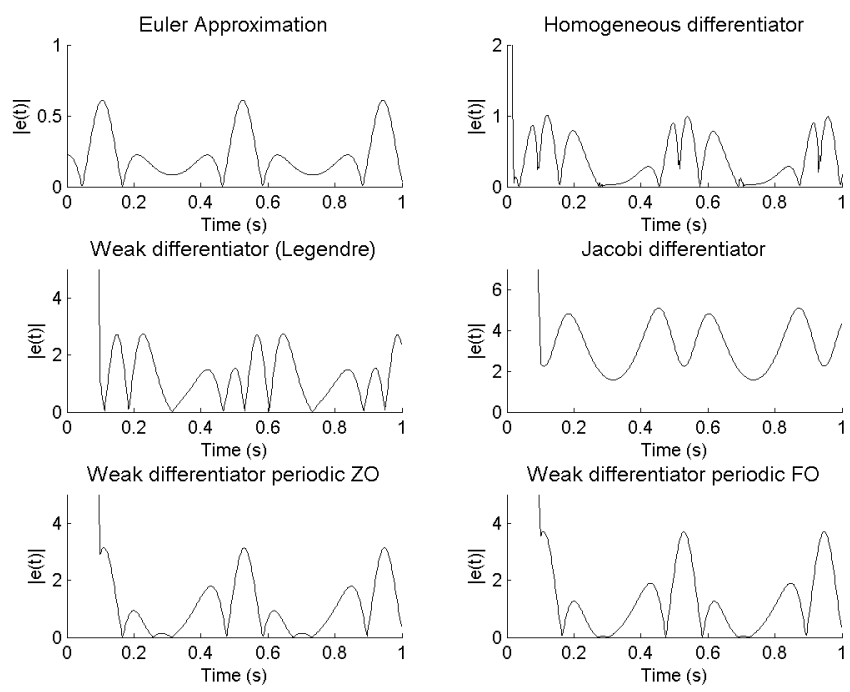 Euler Approximation
1
0.5
0
|e(t)|
0 0.2 0.4 0.6 0.8 1
Time (s)
Homogeneous differentiator
2
1
0
|e(t)|
0 0.2 0.4 0.6 0.8 1
Time (s)
Weak differentiator (Legendre)
4
2
0
|e(t)|
0 0.2 0.4 0.6 0.8 1
Time (s)
Jacobi differentiator
6
4
2
0
|e(t)|
0 0.2 0.4 0.6 0.8 1
Time (s)
Weak differentiator periodic ZO
4
2
0
|e(t)|
0 0.2 0.4 0.6 0.8 1
Time (s)
Weak differentiator periodic FO
4
2
0
|e(t)|
0 0.2 0.4 0.6 0.8 1
Time (s)